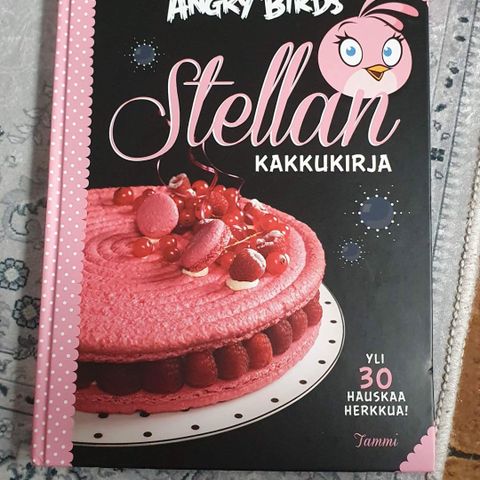 ANGRY BIRDS
Stellan
KAKKUKIRJA
YLI
30
HAUSKAA
HERKKUA!
Tammi